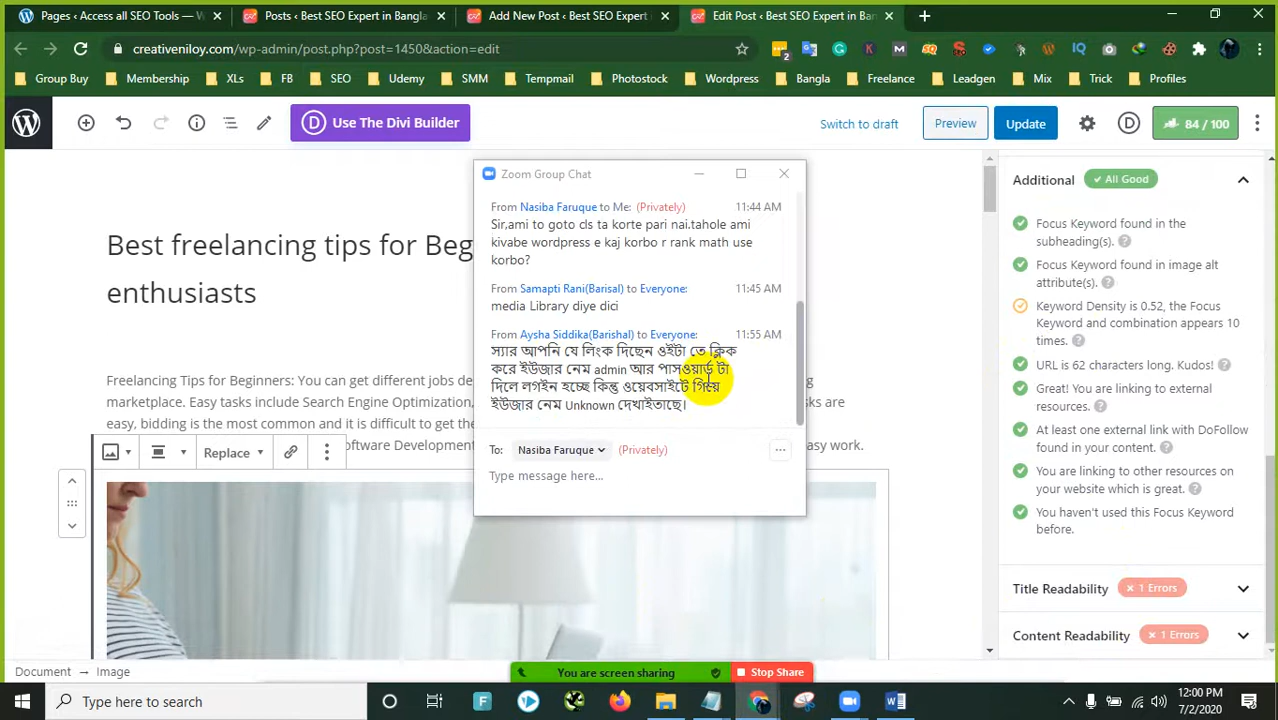 Pages ‹ Access all SEO Tools — W
Posts ‹ Best SEO Expert in Bangla
Add New Post ‹ Best SEO Expert i
Edit Post ‹ Best SEO Expert in Ban
creativeniloy.com/wp-admin/post.php?post=1450&action=edit
Group Buy
Membership
XLs
FB
SEO
Udemy
SMM
Tempmail
Photostock
Wordpress
Bangla
Freelance
Leadgen
Mix
Trick
Profiles
Use The Divi Builder
Switch to draft
Preview
Update
84 / 100
Best freelancing tips for Beg
enthusiasts
Freelancing Tips for Beginners: You can get different jobs de
marketplace. Easy tasks include Search Engine Optimization,
easy, bidding is the most common and it is difficult to get the
oftware Development
asy work.
Replace
Zoom Group Chat
From Nasiba Faruque to Me: (Privately) 11:44 AM
Sir,ami to goto cls ta korte pari nai.tahole ami
kivabe wordpress e kaj korbo r rank math use
korbo?
From Samapti Rani(Barisal) to Everyone: 11:45 AM
media Library diye dici
From Aysha Siddika(Barishal) to Everyone: 11:55 AM
স্যার আপনি যে লিংক দিছেন ওইটা তে ক্লিক
করে ইউজার নেম admin আর পাসওয়ার্ড টা
দিলে লগইন হচ্ছে কিন্তু ওয়েবসাইটে গিয়ে
ইউজার নেম Unknown দেখাইতাছে।
To: Nasiba Faruque (Privately)
Type message here...
Additional All Good
Focus Keyword found in the
subheading(s).
Focus Keyword found in image alt
attribute(s).
Keyword Density is 0.52, the Focus
Keyword and combination appears 10
times.
URL is 62 characters long. Kudos!
Great! You are linking to external
resources.
At least one external link with DoFollow
found in your content.
You are linking to other resources on
your website which is great.
You haven't used this Focus Keyword
before.
Title Readability × 1 Errors
Content Readability × 1 Errors
Document → Image
You are screen sharing
Stop Share
Type here to search
12:00 PM
7/2/2020